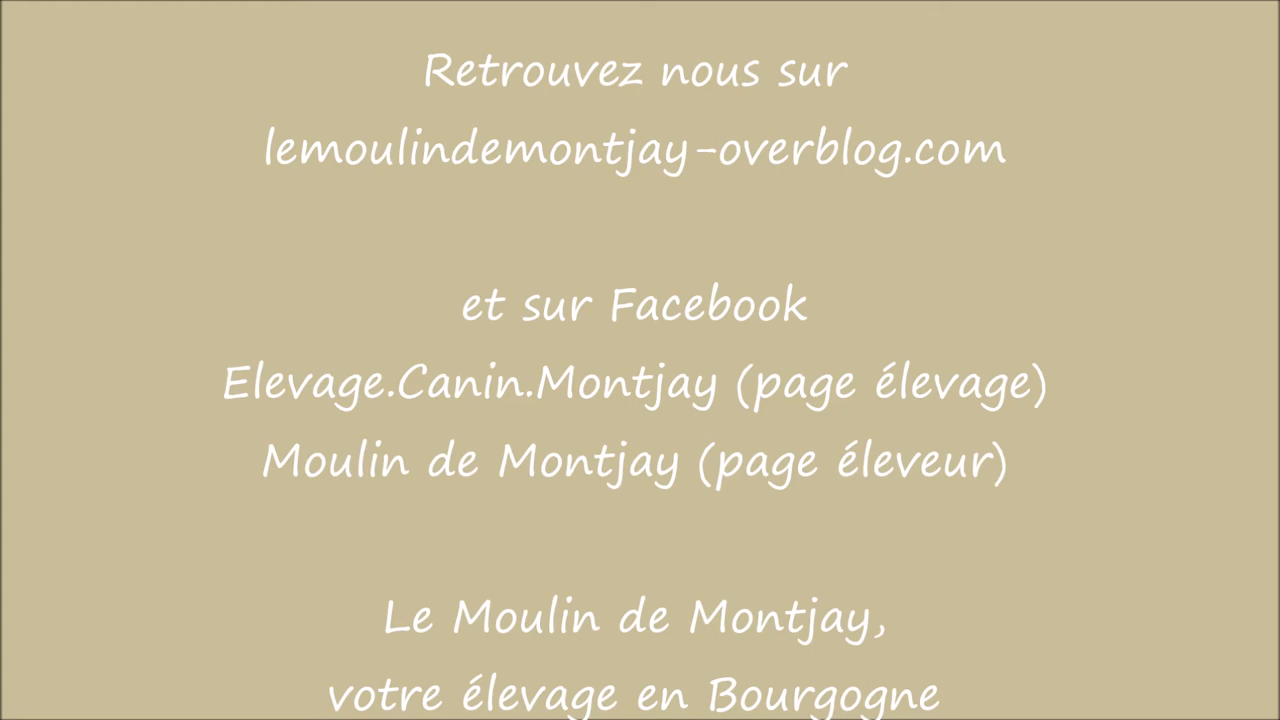 Retrouvez nous sur
lemoulindemontjay-overblog.com
et sur Facebook
Elevage.Canin.Montjay (page élevage)
Moulin de Montjay (page éleveur)
Le Moulin de Montjay,
votre élevage en Bourgogne